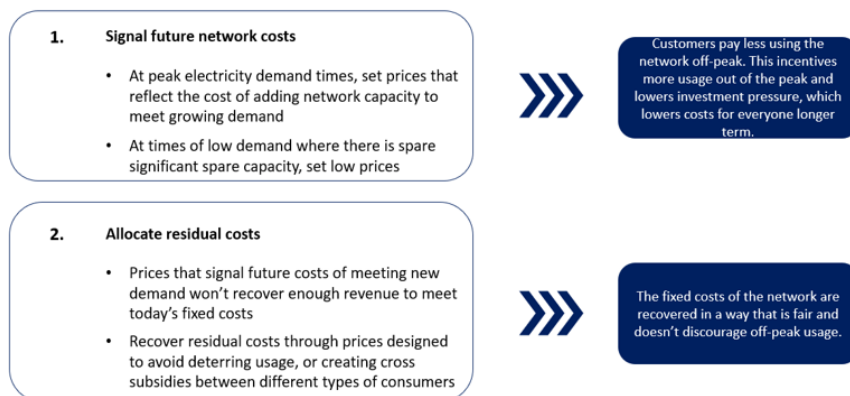 1. Signal future network costs
• At peak electricity demand times, set prices that
reflect the cost of adding network capacity to
meet growing demand
• At times of low demand where there is spare
significant spare capacity, set low prices
Customers pay less using the
network off-peak. This incentives
more usage out of the peak and
lowers investment pressure, which
lowers costs for everyone longer
term.
2. Allocate residual costs
• Prices that signal future costs of meeting new
demand won’t recover enough revenue to meet
today’s fixed costs
• Recover residual costs through prices designed
to avoid deterring usage, or creating cross
subsidies between different types of consumers
The fixed costs of the network are
recovered in a way that is fair and
doesn’t discourage off-peak usage.